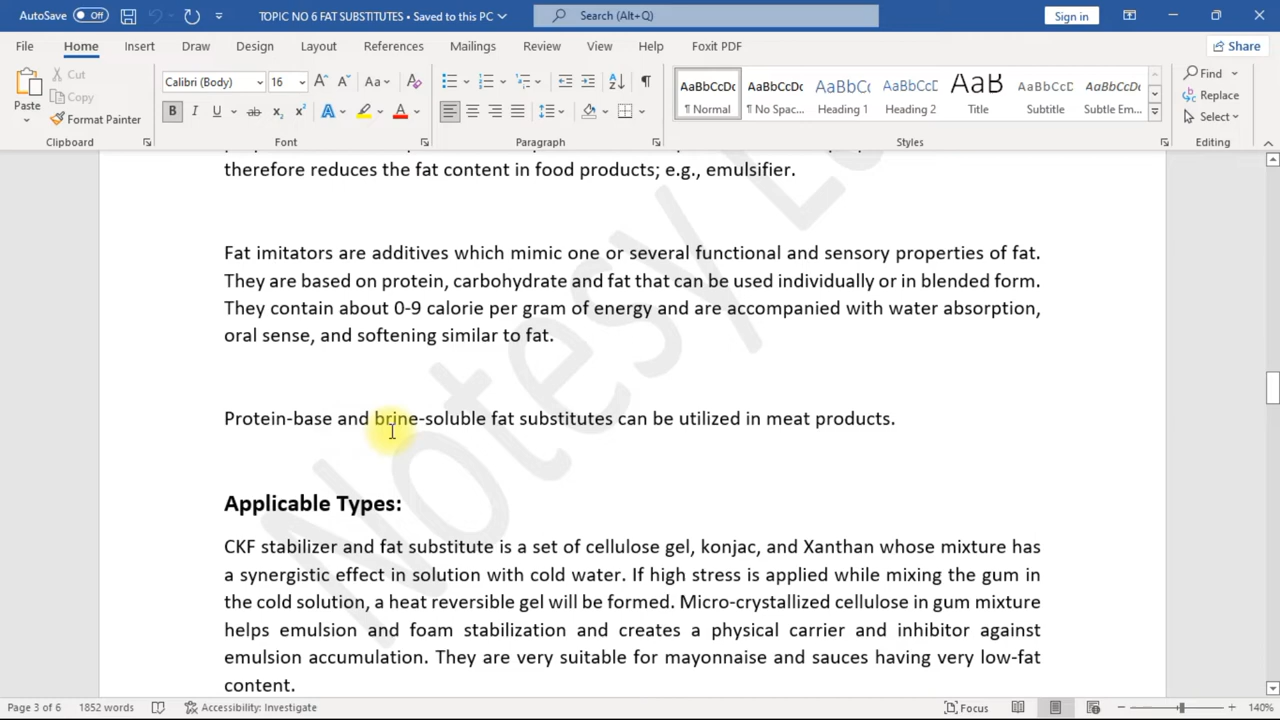 AutoSave Off TOPIC NO 6 FAT SUBSTITUTES • Saved to this PC Search (Alt+Q) Sign in
File Home Insert Draw Design Layout References Mailings Review View Help Foxit PDF Share
Paste
Cut
Copy
Format Painter
Clipboard
Calibri (Body) 16
Font
Paragraph
AaBbCcDc AaBbCcDc AaBbCc AaBbCcD AaB AaBbCcD AaBbCcDc
¶ Normal ¶ No Spac... Heading 1 Heading 2 Title Subtitle Subtle Em...
Styles
Find
Replace
Select
Editing
therefore reduces the fat content in food products; e.g., emulsifier.
Fat imitators are additives which mimic one or several functional and sensory properties of fat.
They are based on protein, carbohydrate and fat that can be used individually or in blended form.
They contain about 0-9 calorie per gram of energy and are accompanied with water absorption,
oral sense, and softening similar to fat.
Protein-base and brine-soluble fat substitutes can be utilized in meat products.
Applicable Types:
CKF stabilizer and fat substitute is a set of cellulose gel, konjac, and Xanthan whose mixture has
a synergistic effect in solution with cold water. If high stress is applied while mixing the gum in
the cold solution, a heat reversible gel will be formed. Micro-crystallized cellulose in gum mixture
helps emulsion and foam stabilization and creates a physical carrier and inhibitor against
emulsion accumulation. They are very suitable for mayonnaise and sauces having very low-fat
content.
Page 3 of 6 1852 words Accessibility: Investigate Focus 140%